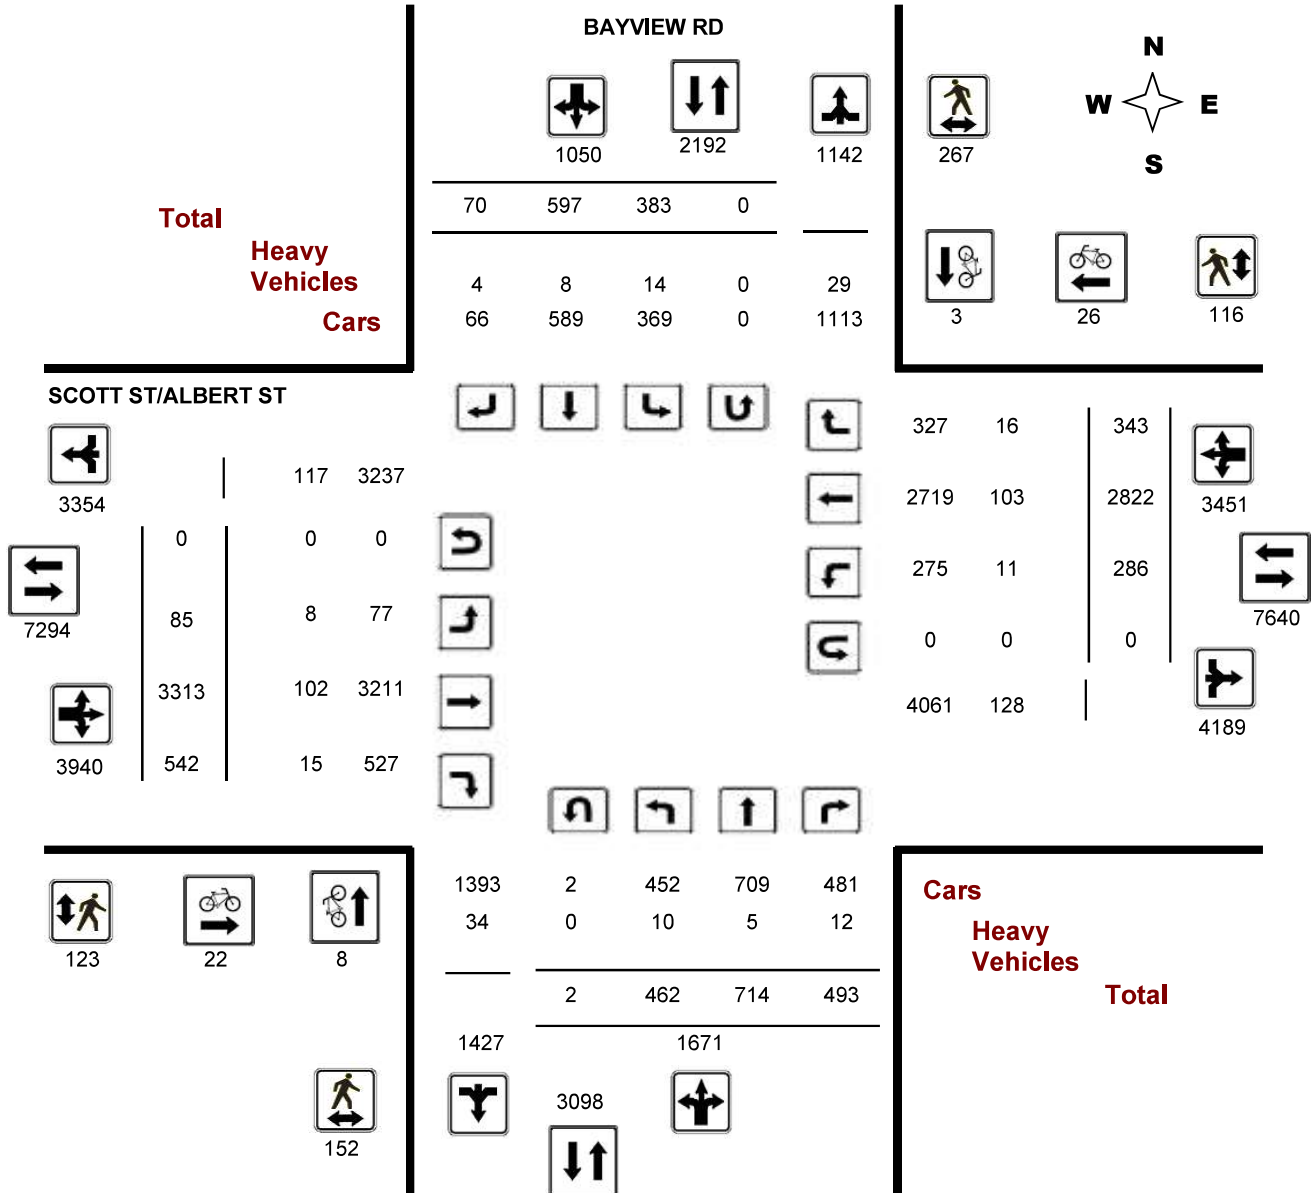 BAYVIEW RD
N
W E
S
1050 2192 1142 267
70 597 383 0
Total
Heavy
Vehicles
4 8 14 0 29
Cars
66 589 369 0 1113
3 26 116
SCOTT ST/ALBERT ST
327 16 343
117 3237
3354
2719 103 2822
3451
0 0 0
275 11 286
85 8 77
7294
7640
0 0 0
3313 102 3211
4061 128
4189
3940
542 15 527
1393 2 452 709 481
Cars
34 0 10 5 12
Heavy
Vehicles
123 22 8
2 462 714 493
Total
1427 1671
3098
152